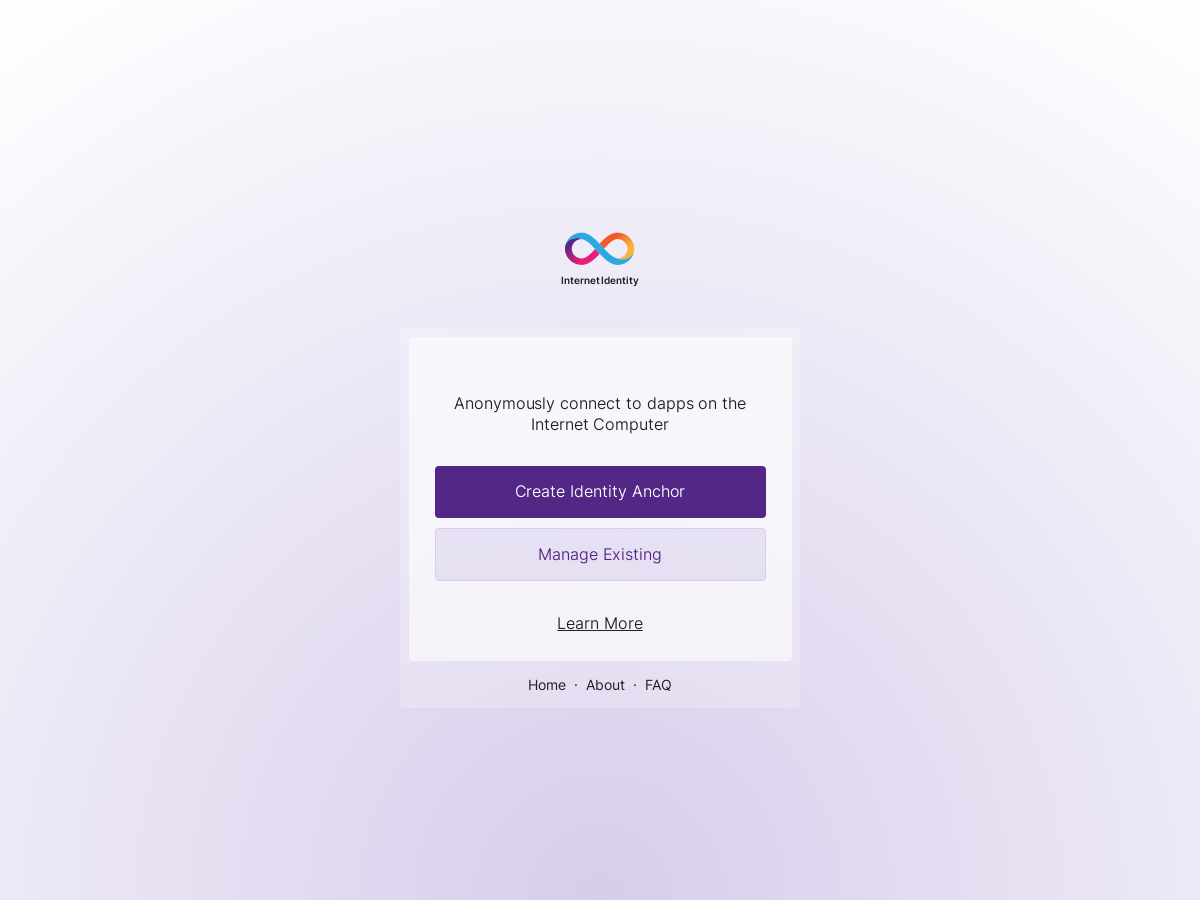 Internet Identity
Anonymously connect to dapps on the
Internet Computer
Create Identity Anchor
Manage Existing
Learn More
Home · About · FAQ